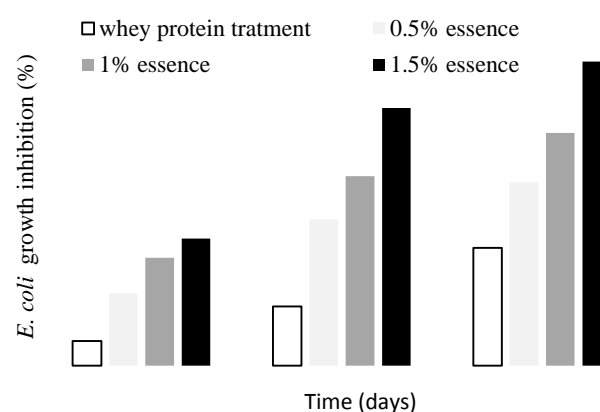 whey protein tratment
0.5% essence
1% essence
1.5% essence
E. coli growth inhibition (%)
Time (days)